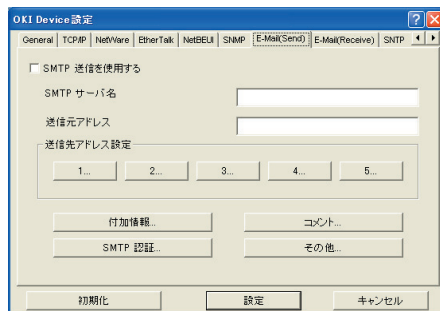 OKI Device設定
General TCP/IP NetWare EtherTalk NetBEUI SNMP E-Mail(Send) E-Mail(Receive) SNTP
SMTP 送信を使用する
SMTP サーバ名
送信元アドレス
送信先アドレス設定
1... 2... 3... 4... 5...
付加情報... コメント...
SMTP 認証... その他...
初期化 設定 キャンセル